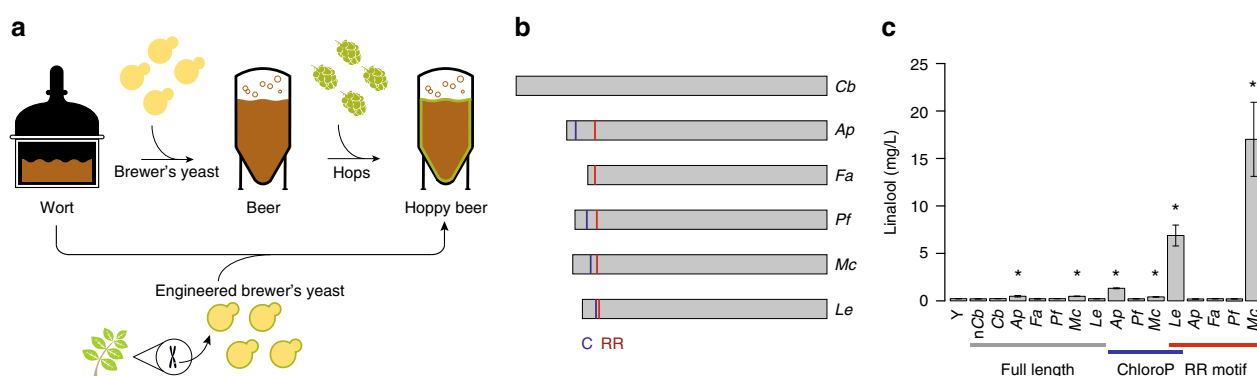 a
Brewer's yeast
Hops
Wort
Beer
Hoppy beer
Engineered brewer's yeast
b
Cb
Ap
Fa
Pf
Mc
Le
C RR
c
Linalool (mg/L)
25
20
15
10
5
0
* * * * * *
Y nCb Cb Ap Fa Pf Mc Le Ap Pf Mc Le Ap Fa Pf Mc
Full length ChloroP RR motif